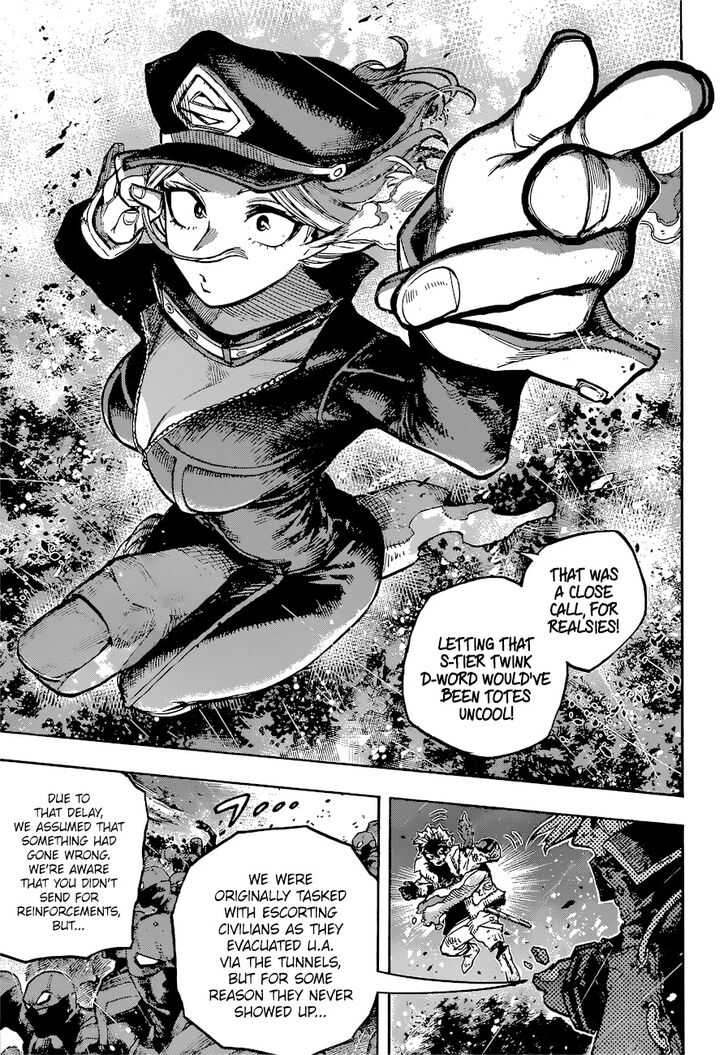 THAT WAS
A CLOSE
CALL, FOR
REALSIES!
LETTING THAT
S-TIER TWINK
D-WORD WOULD'VE
BEEN TOTES
UNCOOL!
WE WERE
ORIGINALLY TASKED
WITH ESCORTING
CIVILIANS AS THEY
EVACUATED U.A.
VIA THE TUNNELS,
BUT FOR SOME
REASON THEY NEVER
SHOWED UP...
DUE TO
THAT DELAY,
WE ASSUMED THAT
SOMETHING HAD
GONE WRONG.
WE'RE AWARE
THAT YOU DIDN'T
SEND FOR
REINFORCEMENTS,
BUT...